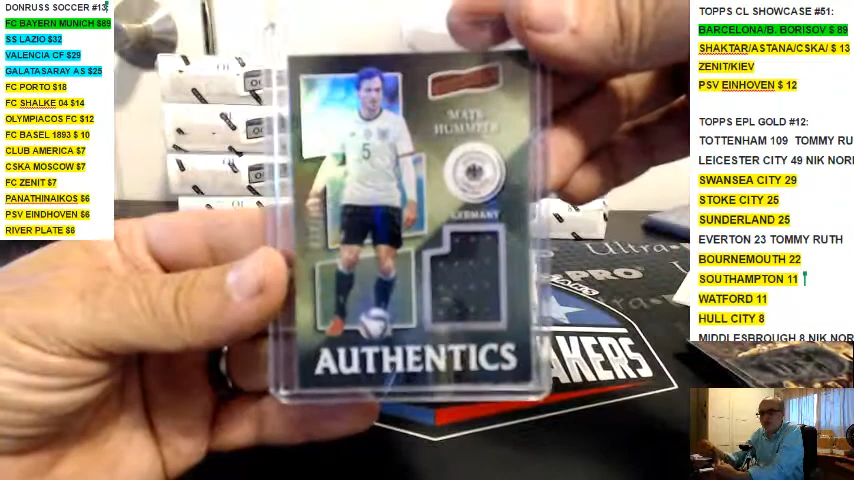 DONRUSS SOCCER #13:
FC BAYERN MUNICH $89
SS LAZIO $32
VALENCIA CF $29
GALATASARAY AS $25
FC PORTO $18
FC SHALKE 04 $14
OLYMPIACOS FC $12
FC BASEL 1893 $ 10
CLUB AMERICA $7
CSKA MOSCOW $7
FC ZENIT $7
PANATHINAIKOS $6
PSV EINDHOVEN $6
RIVER PLATE $6
MATS
HUMMELS
5
GERMANY
AUTHENTICS
Ultra
PRO
AKERS
TOPPS CL SHOWCASE #51:
BARCELONA/B. BORISOV $ 89
SHAKTAR/ASTANA/CSKA/ $ 13
ZENIT/KIEV
PSV EINHOVEN $ 12
TOPPS EPL GOLD #12:
TOTTENHAM 109 TOMMY RU
LEICESTER CITY 49 NIK NOR
SWANSEA CITY 29
STOKE CITY 25
SUNDERLAND 25
EVERTON 23 TOMMY RUTH
BOURNEMOUTH 22
SOUTHAMPTON 11
WATFORD 11
HULL CITY 8
MIDDLESBROUGH 8 NIK NOR